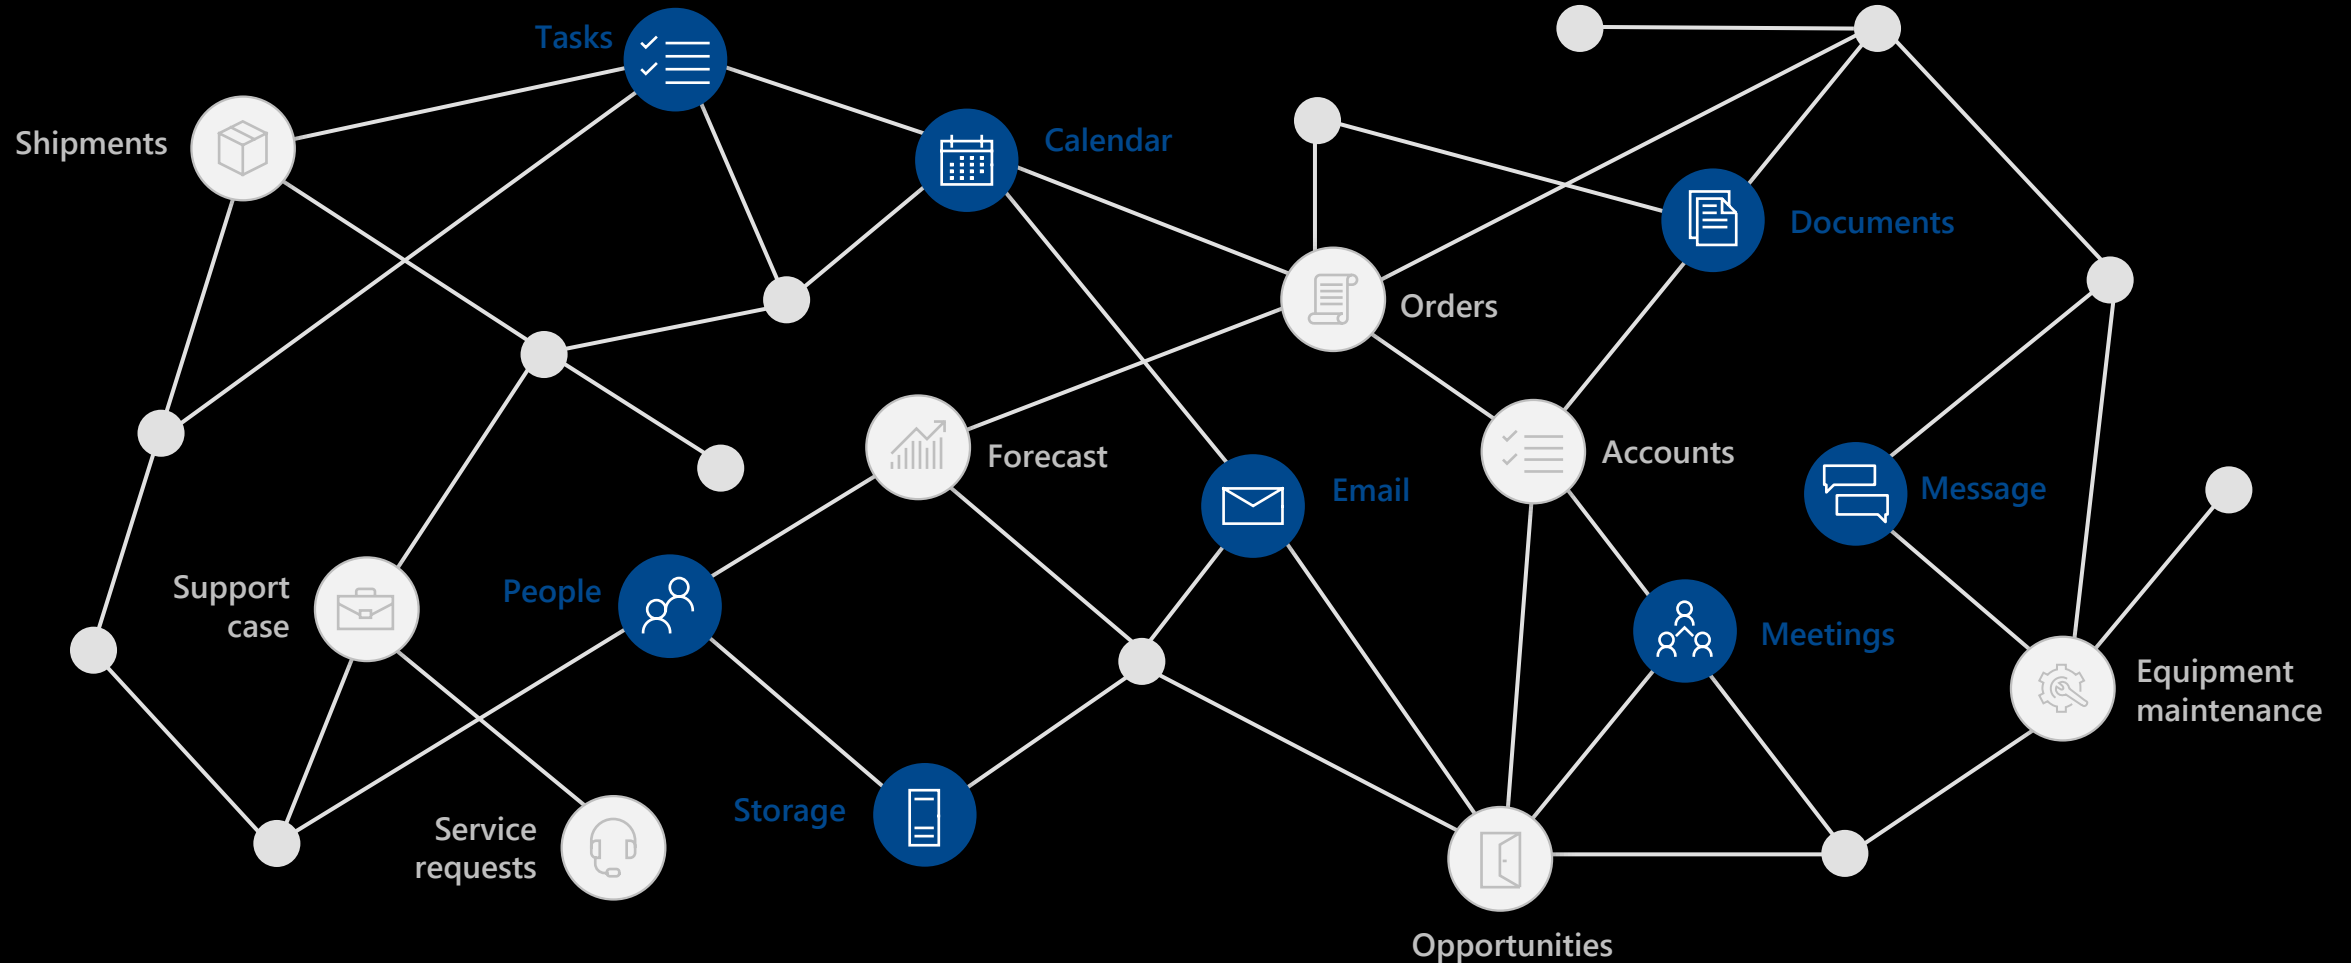 Tasks
Shipments
Calendar
Documents
Orders
Forecast
Accounts
Email
Message
Support
case
People
Meetings
Equipment
maintenance
Storage
Service
requests
Opportunities